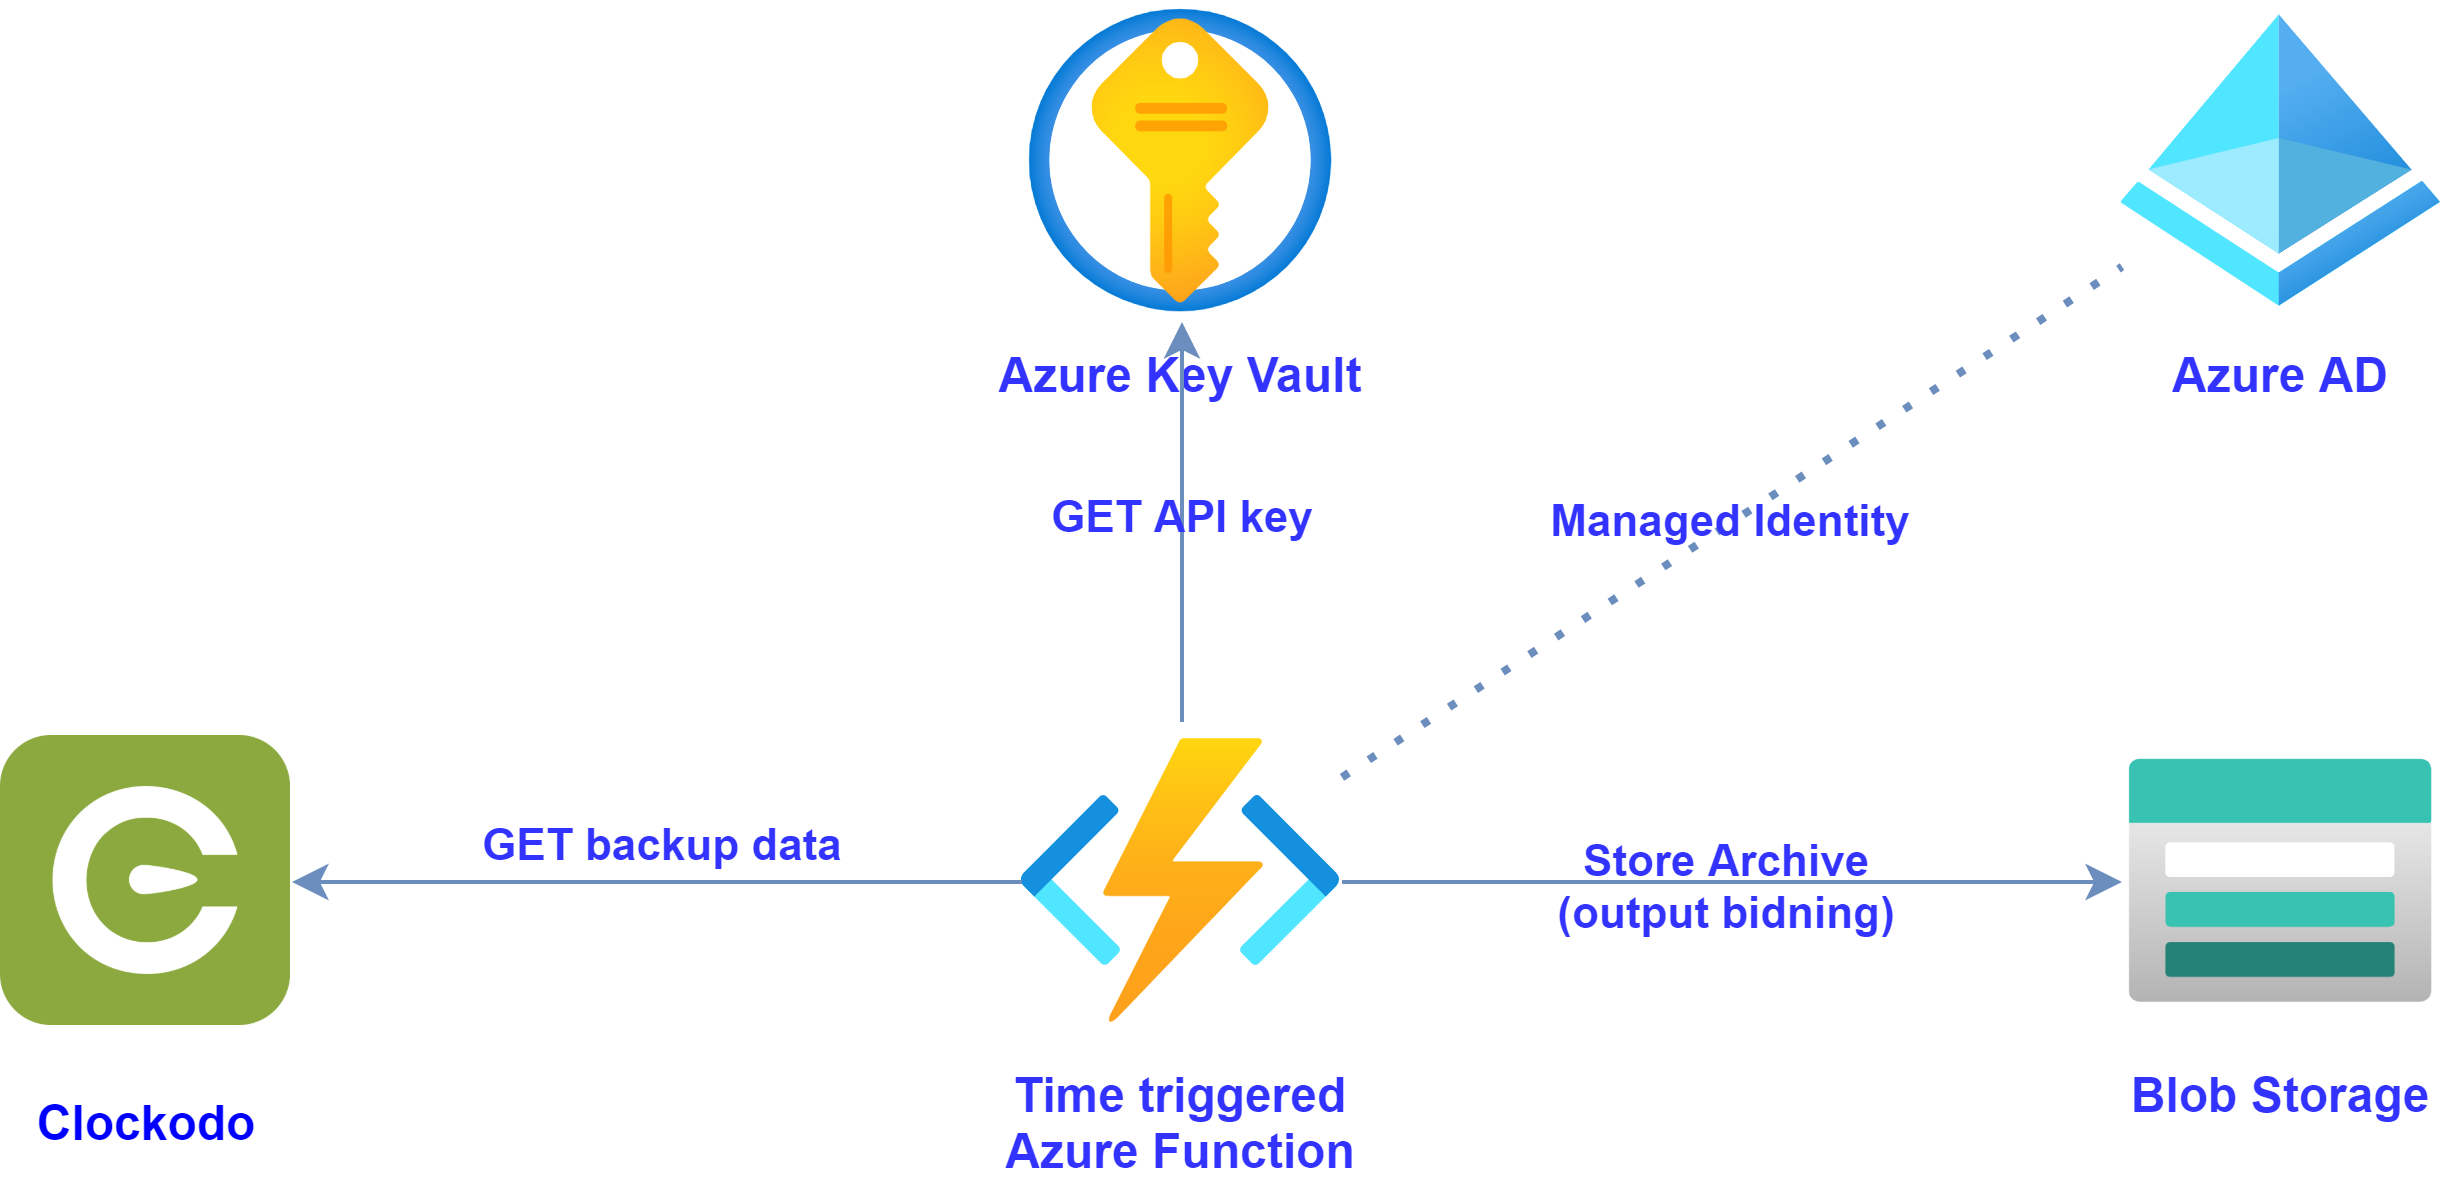 Azure Key Vault
Azure AD
GET API key
Managed Identity
GET backup data
Store Archive
(output bidning)
Clockodo
Time triggered
Azure Function
Blob Storage